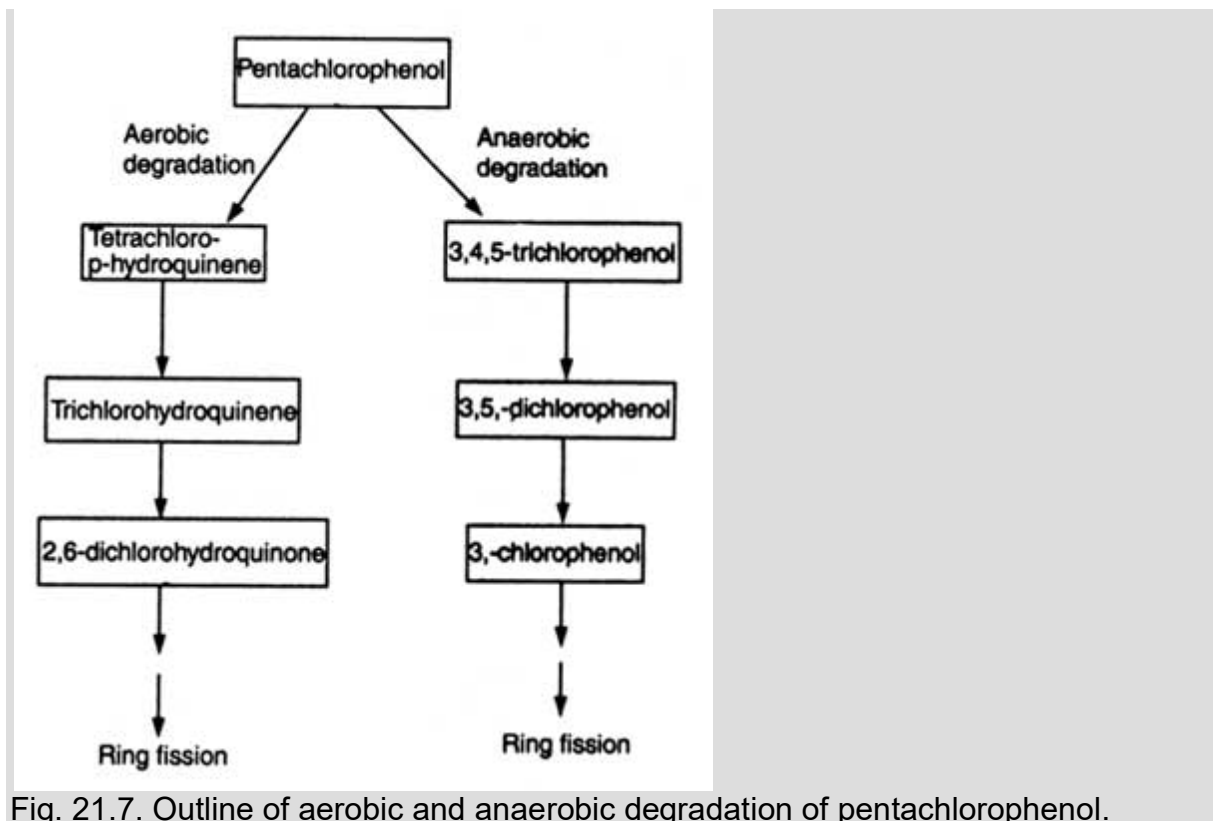 Pentachlorophenol
Aerobic
degradation
Anaerobic
degradation
Tetrachloro-
p-hydroquinene
3,4,5-trichlorophenol
Trichlorohydroquinene
3,5,-dichlorophenol
2,6-dichlorohydroquinone
3,-chlorophenol
Ring fission
Ring fission
Fig. 21.7. Outline of aerobic and anaerobic degradation of pentachlorophenol.